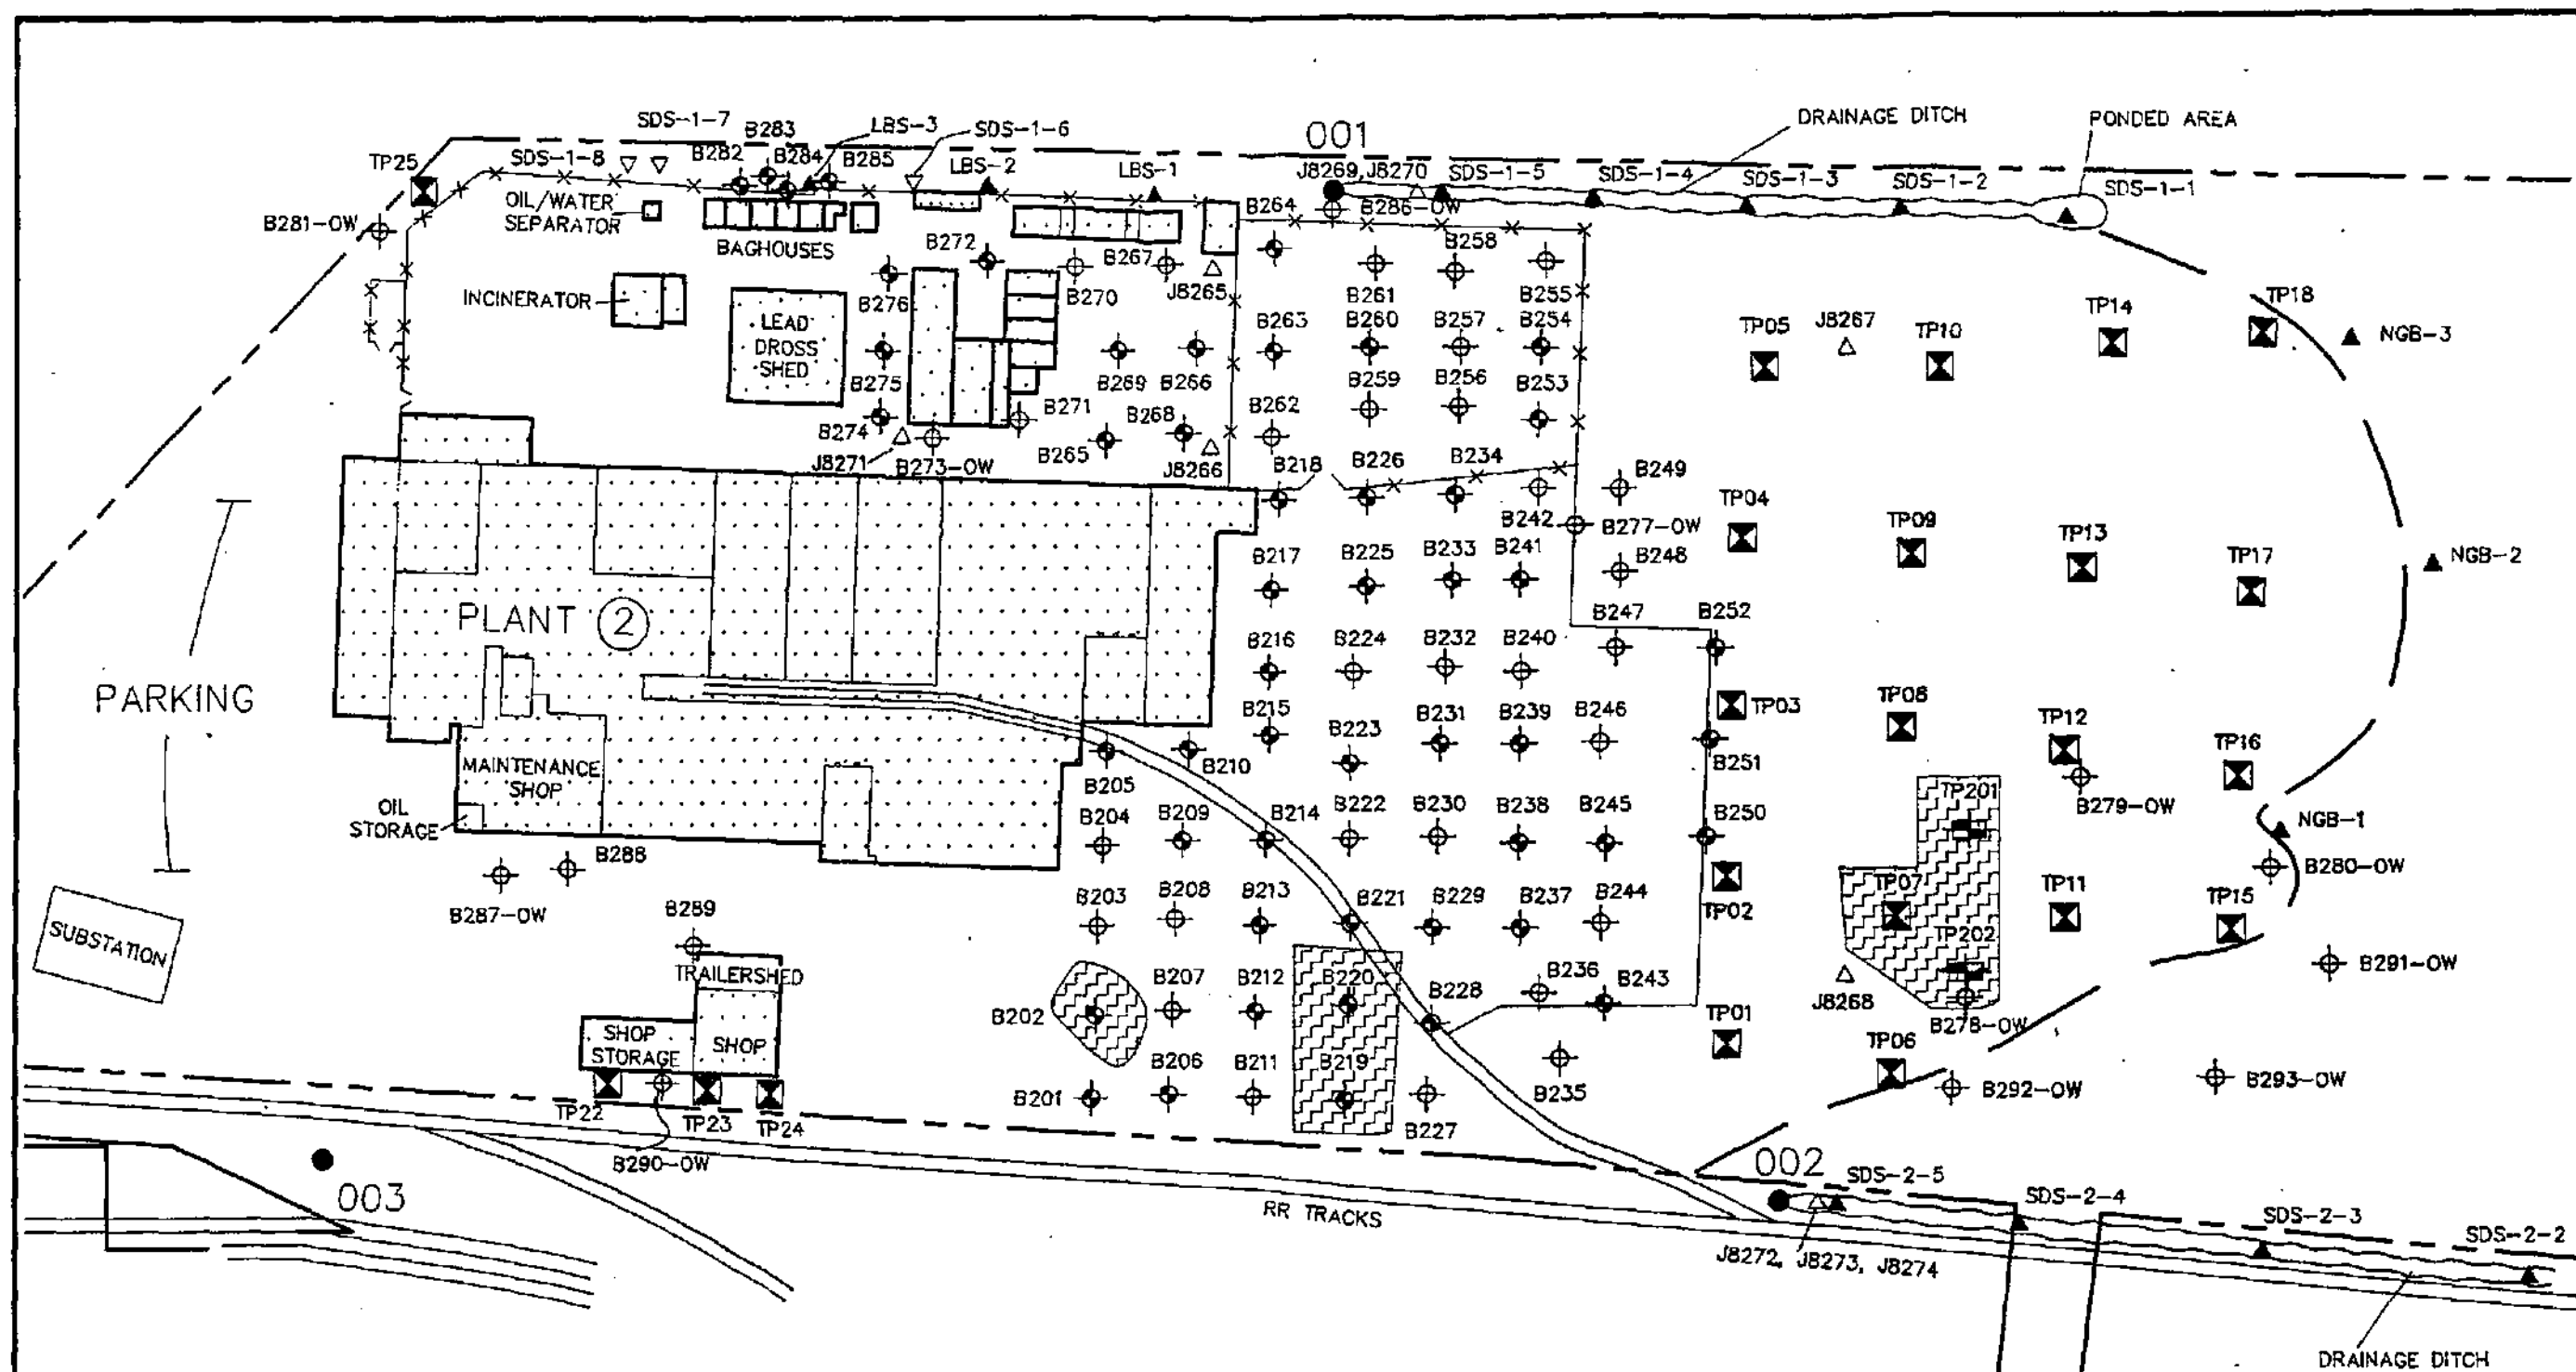 DRAINAGE DITCH
PONDED AREA
SDS-1-7
B283
LBS-3
SDS-1-6
001
TP25
SDS-1-8
B282
B284
B285
LBS-2
LBS-1
J8269, J8270
SDS-1-5
SDS-1-4
SDS-1-3
SDS-1-2
SDS-1-1
OIL/WATER
SEPARATOR
B281-OW
BAGHOUSES
B272
B264
B286-OW
B267
B258
INCINERATOR
B276
B270
J8265
B261
B255
LEAD
DROSS
SHED
B263
B260
B257
B254
TP05
J8267
TP10
TP14
TP18
NGB-3
B275
B269
B266
B259
B256
B253
B271
B268
B262
B274
B265
J8271
B273-OW
J8266
B218
B226
B234
B249
TP04
TP09
TP13
TP17
NGB-2
B242
B277-OW
B217
B225
B233
B241
B248
PLANT 2
B247
B252
B216
B224
B232
B240
PARKING
TP03
TP08
TP12
TP16
B215
B223
B231
B239
B246
B205
B210
B251
MAINTENANCE
SHOP
OIL
STORAGE
B279-OW
TP201
B204
B209
B214
B222
B230
B238
B245
B250
NGB-1
B288
B280-OW
B287-OW
B289
B203
B208
B213
B221
B229
B237
B244
TP02
TP07
TP11
TP15
SUBSTATION
TRAILERSHED
TP202
B291-OW
B202
B207
B212
B220
B228
B236
B243
J8268
SHOP
STORAGE
SHOP
TP01
B278-OW
TP06
B201
B206
B211
B219
B227
B235
B292-OW
B293-OW
TP22
TP23
TP24
B290-OW
003
002
RR TRACKS
SDS-2-5
SDS-2-4
SDS-2-3
SDS-2-2
J8272, J8273, J8274
DRAINAGE DITCH